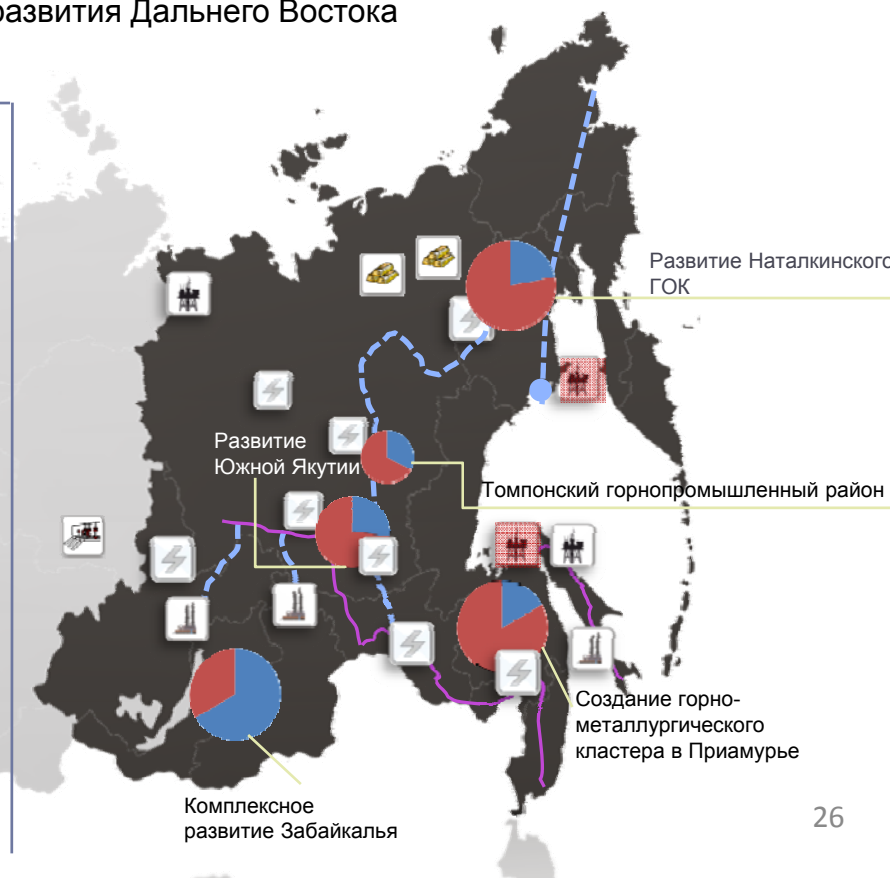 развития Дальнего Востока
Развитие Наталкинского
ГОК
Развитие
Южной Якутии
Томпонский горнопромышленный район
Создание горно-
металлургического
кластера в Приамурье
Комплексное
развитие Забайкалья
26